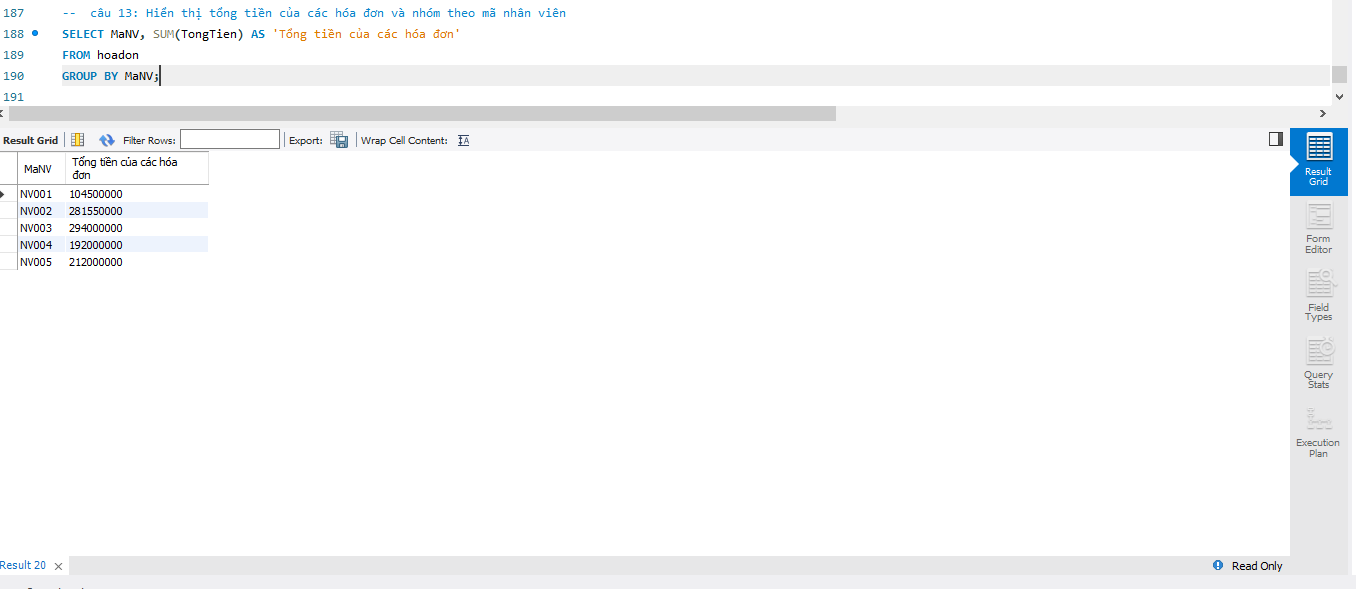 187 -- câu 13: Hiển thị tổng tiền của các hóa đơn và nhóm theo mã nhân viên
188 SELECT MaNV, SUM(TongTien) AS 'Tổng tiền của các hóa đơn'
189 FROM hoadon
190 GROUP BY MaNV;
191
Result Grid Filter Rows: Export: Wrap Cell Content:
MaNV Tổng tiền của các hóa
đơn
NV001 104500000
NV002 281550000
NV003 294000000
NV004 192000000
NV005 212000000
Result
Grid
Form
Editor
Field
Types
Query
Stats
Execution
Plan
Result 20
Read Only